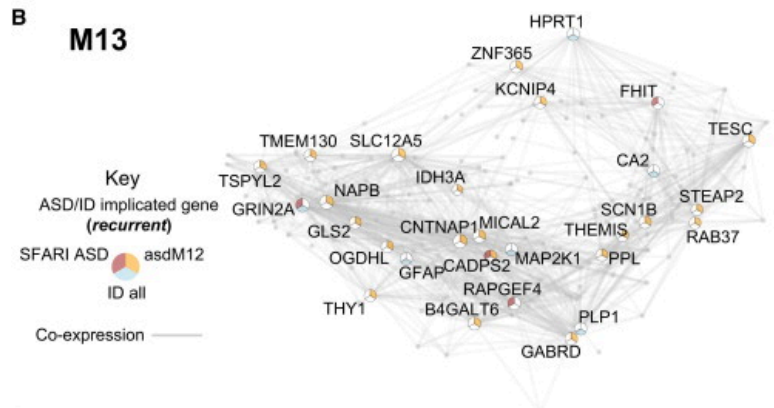 B
M13
HPRT1
ZNF365
KCNIP4
FHIT
TESC
TMEM130
SLC12A5
CA2
TSPYL2
IDH3A
Key
NAPB
STEAP2
ASD/ID implicated gene
GRIN2A
SCN1B
(recurrent)
GLS2
CNTNAP1
MICAL2
THEMIS
RAB37
SFARI ASD
asdM12
OGDHL
GFAP
CADPS2
MAP2K1
PPL
ID all
RAPGEF4
THY1
B4GALT6
PLP1
Co-expression
GABRD